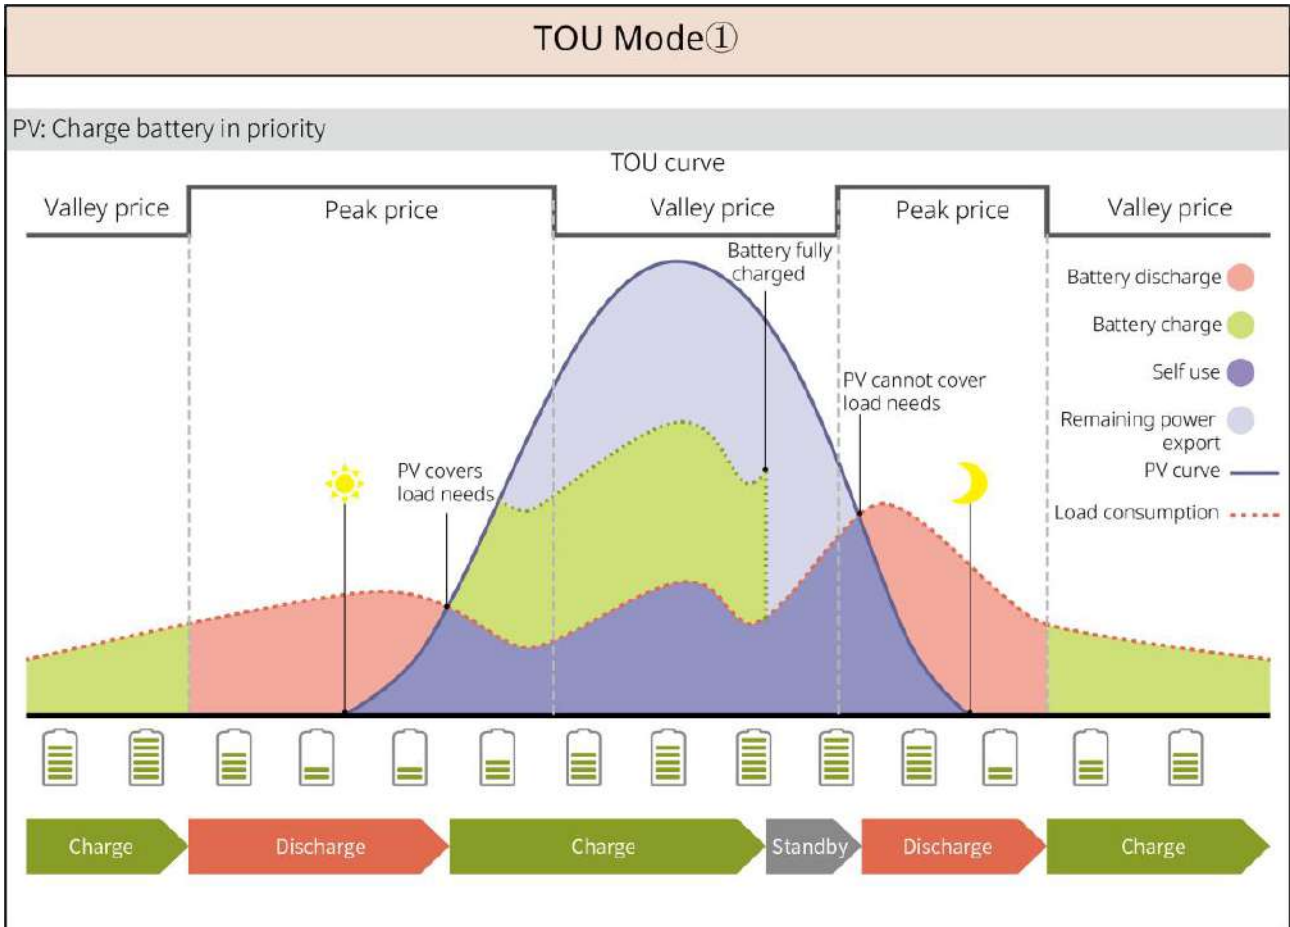 TOU Mode①
PV: Charge battery in priority
TOU curve
Valley price
Peak price
Valley price
Peak price
Valley price
Battery fully
charged
Battery discharge
Battery charge
Self use
Remaining power
export
PV curve
Load consumption
PV cannot cover
load needs
PV covers
load needs
Charge
Discharge
Charge
Standby
Discharge
Charge